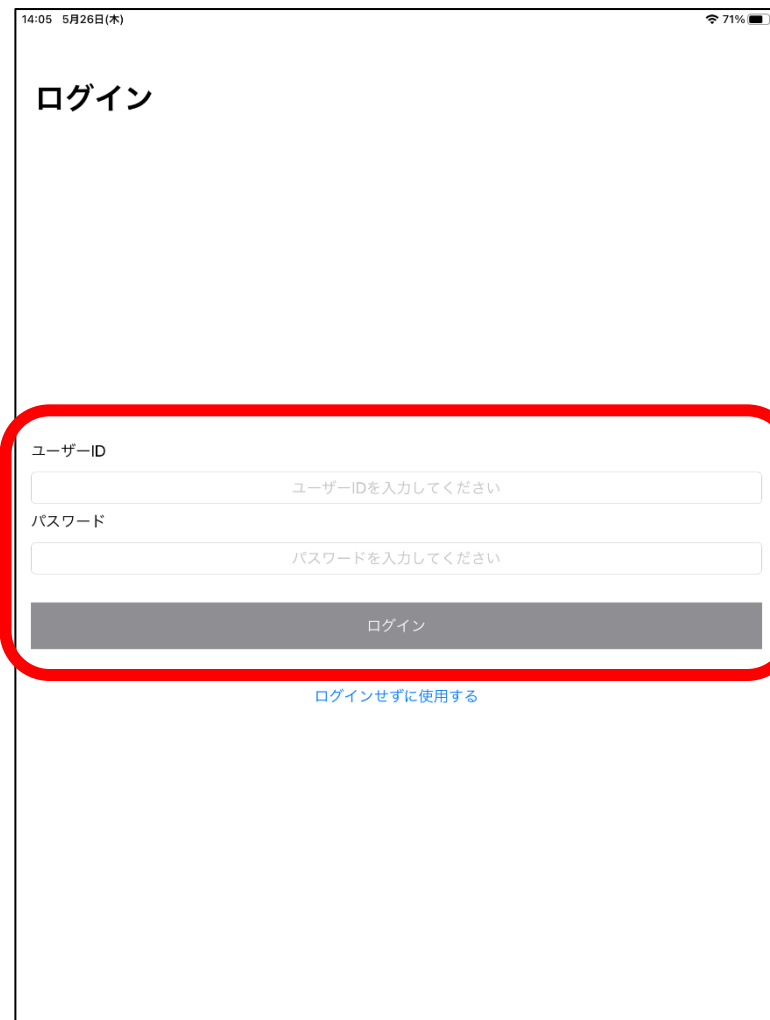 14:05 5月26日(木) 71%
ログイン
ユーザーID
ユーザーIDを入力してください
パスワード
パスワードを入力してください
ログイン
ログインせずに使用する